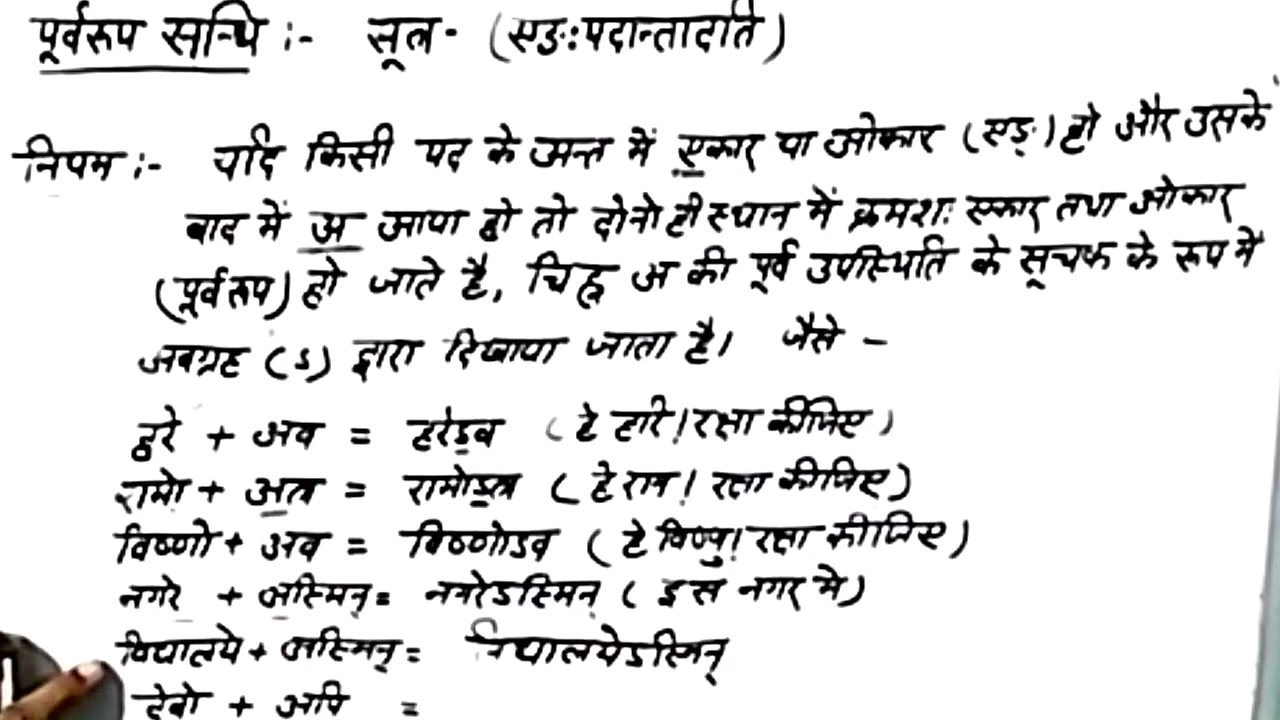 पूर्वरूप सन्धि :- सूत्र- (एङ: पदान्तादति)
नियम :- यदि किसी पद के अन्त में एकार या ओकार (एङ्) हो और उसके
बाद में अ आया हो तो दोनो ही स्थान में क्रमश: एकार तथा ओकार
(पूर्वरूप) हो जाते है, चिह्न अ की पूर्व उपस्थिति के सूचक के रूप में
अवग्रह (ऽ) द्वारा दिखाया जाता है। जैसे -
हरे + अव = हरेऽव (हे हरि! रक्षा कीजिए)
रामो + अत्र = रामोऽत्र (हे राम! रक्षा कीजिए)
विष्णो + अव = विष्णोऽव (हे विष्णु! रक्षा कीजिए)
नगरे + अस्मिन् = नगरेऽस्मिन् (इस नगर मे)
विद्यालये + अस्मिन् = विद्यालयेऽस्मिन्
देवो + अपि =